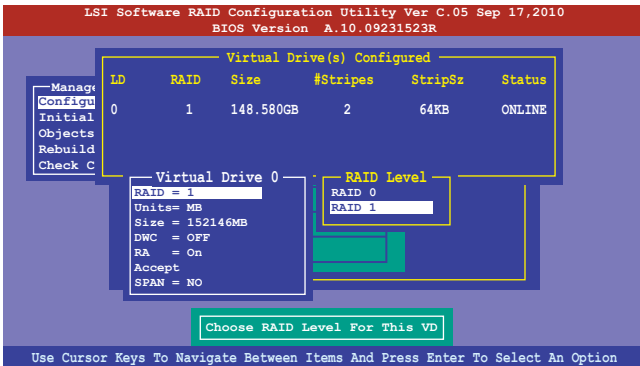 LSI Software RAID Configuration Utility Ver C.05 Sep 17,2010
BIOS Version A.10.09231523R
Virtual Drive(s) Configured
LD RAID Size #Stripes StripSz Status
0 1 148.580GB 2 64KB ONLINE
Manage
Configu
Initial
Objects
Rebuild
Check C
Virtual Drive 0
RAID = 1
Units= MB
Size = 152146MB
DWC = OFF
RA = On
Accept
SPAN = NO
RAID Level
RAID 0
RAID 1
Choose RAID Level For This VD
Use Cursor Keys To Navigate Between Items And Press Enter To Select An Option